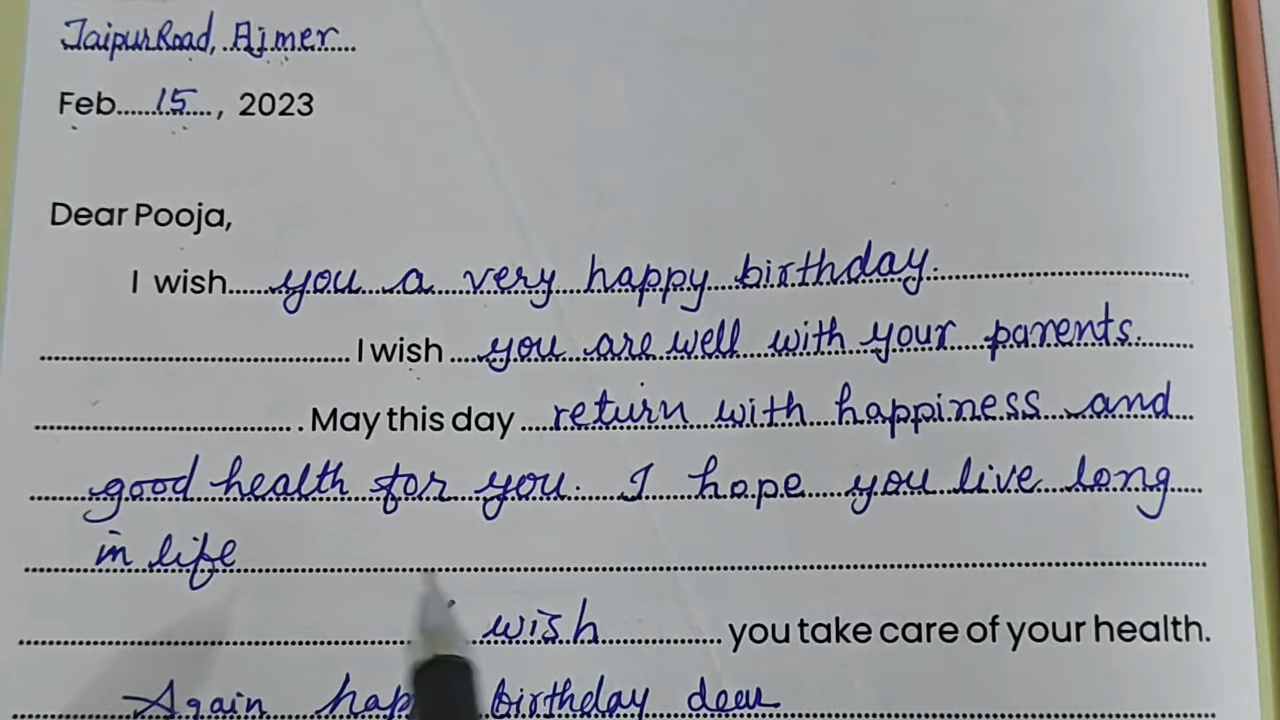 Jaipur Road, Ajmer
Feb......15...., 2023
Dear Pooja,
I wish you a very happy birthday.
I wish you are well with your parents.
. May this day return with happiness and
good health for you. I hope you live long
in life
wish you take care of your health.
Again birthday dear